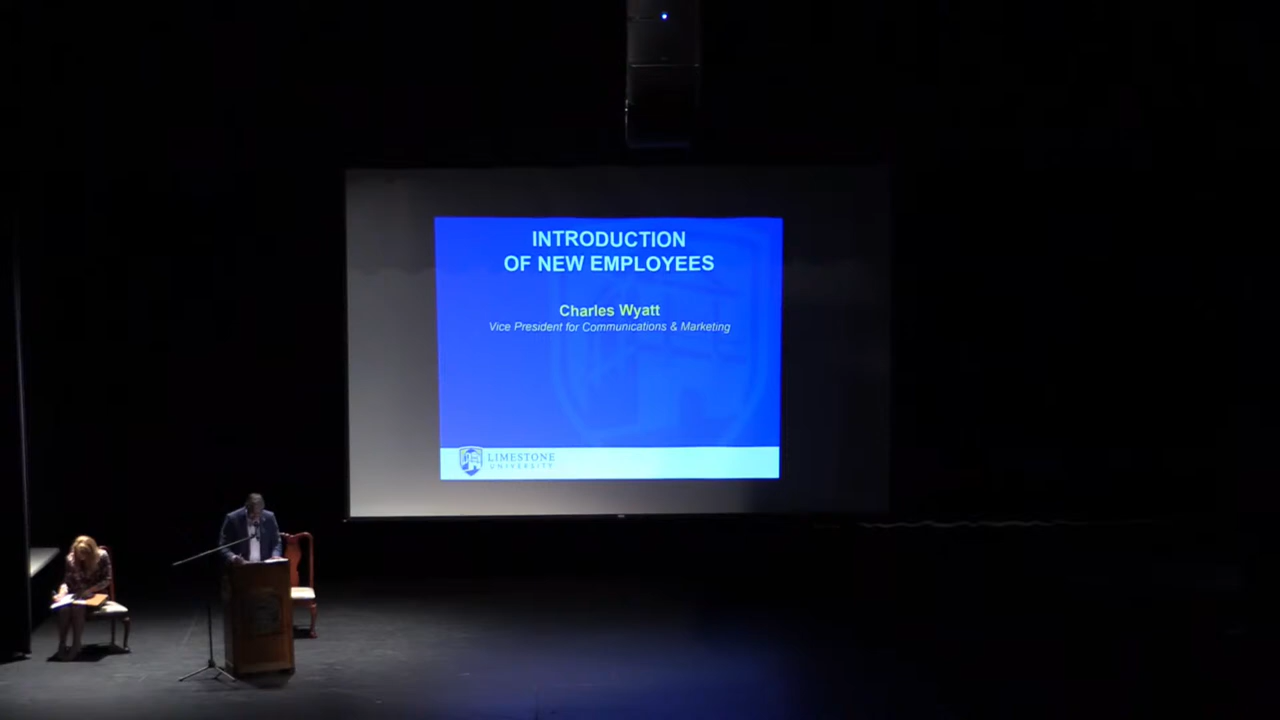 INTRODUCTION
OF NEW EMPLOYEES
Charles Wyatt
Vice President for Communications & Marketing
LIMESTONE
UNIVERSITY